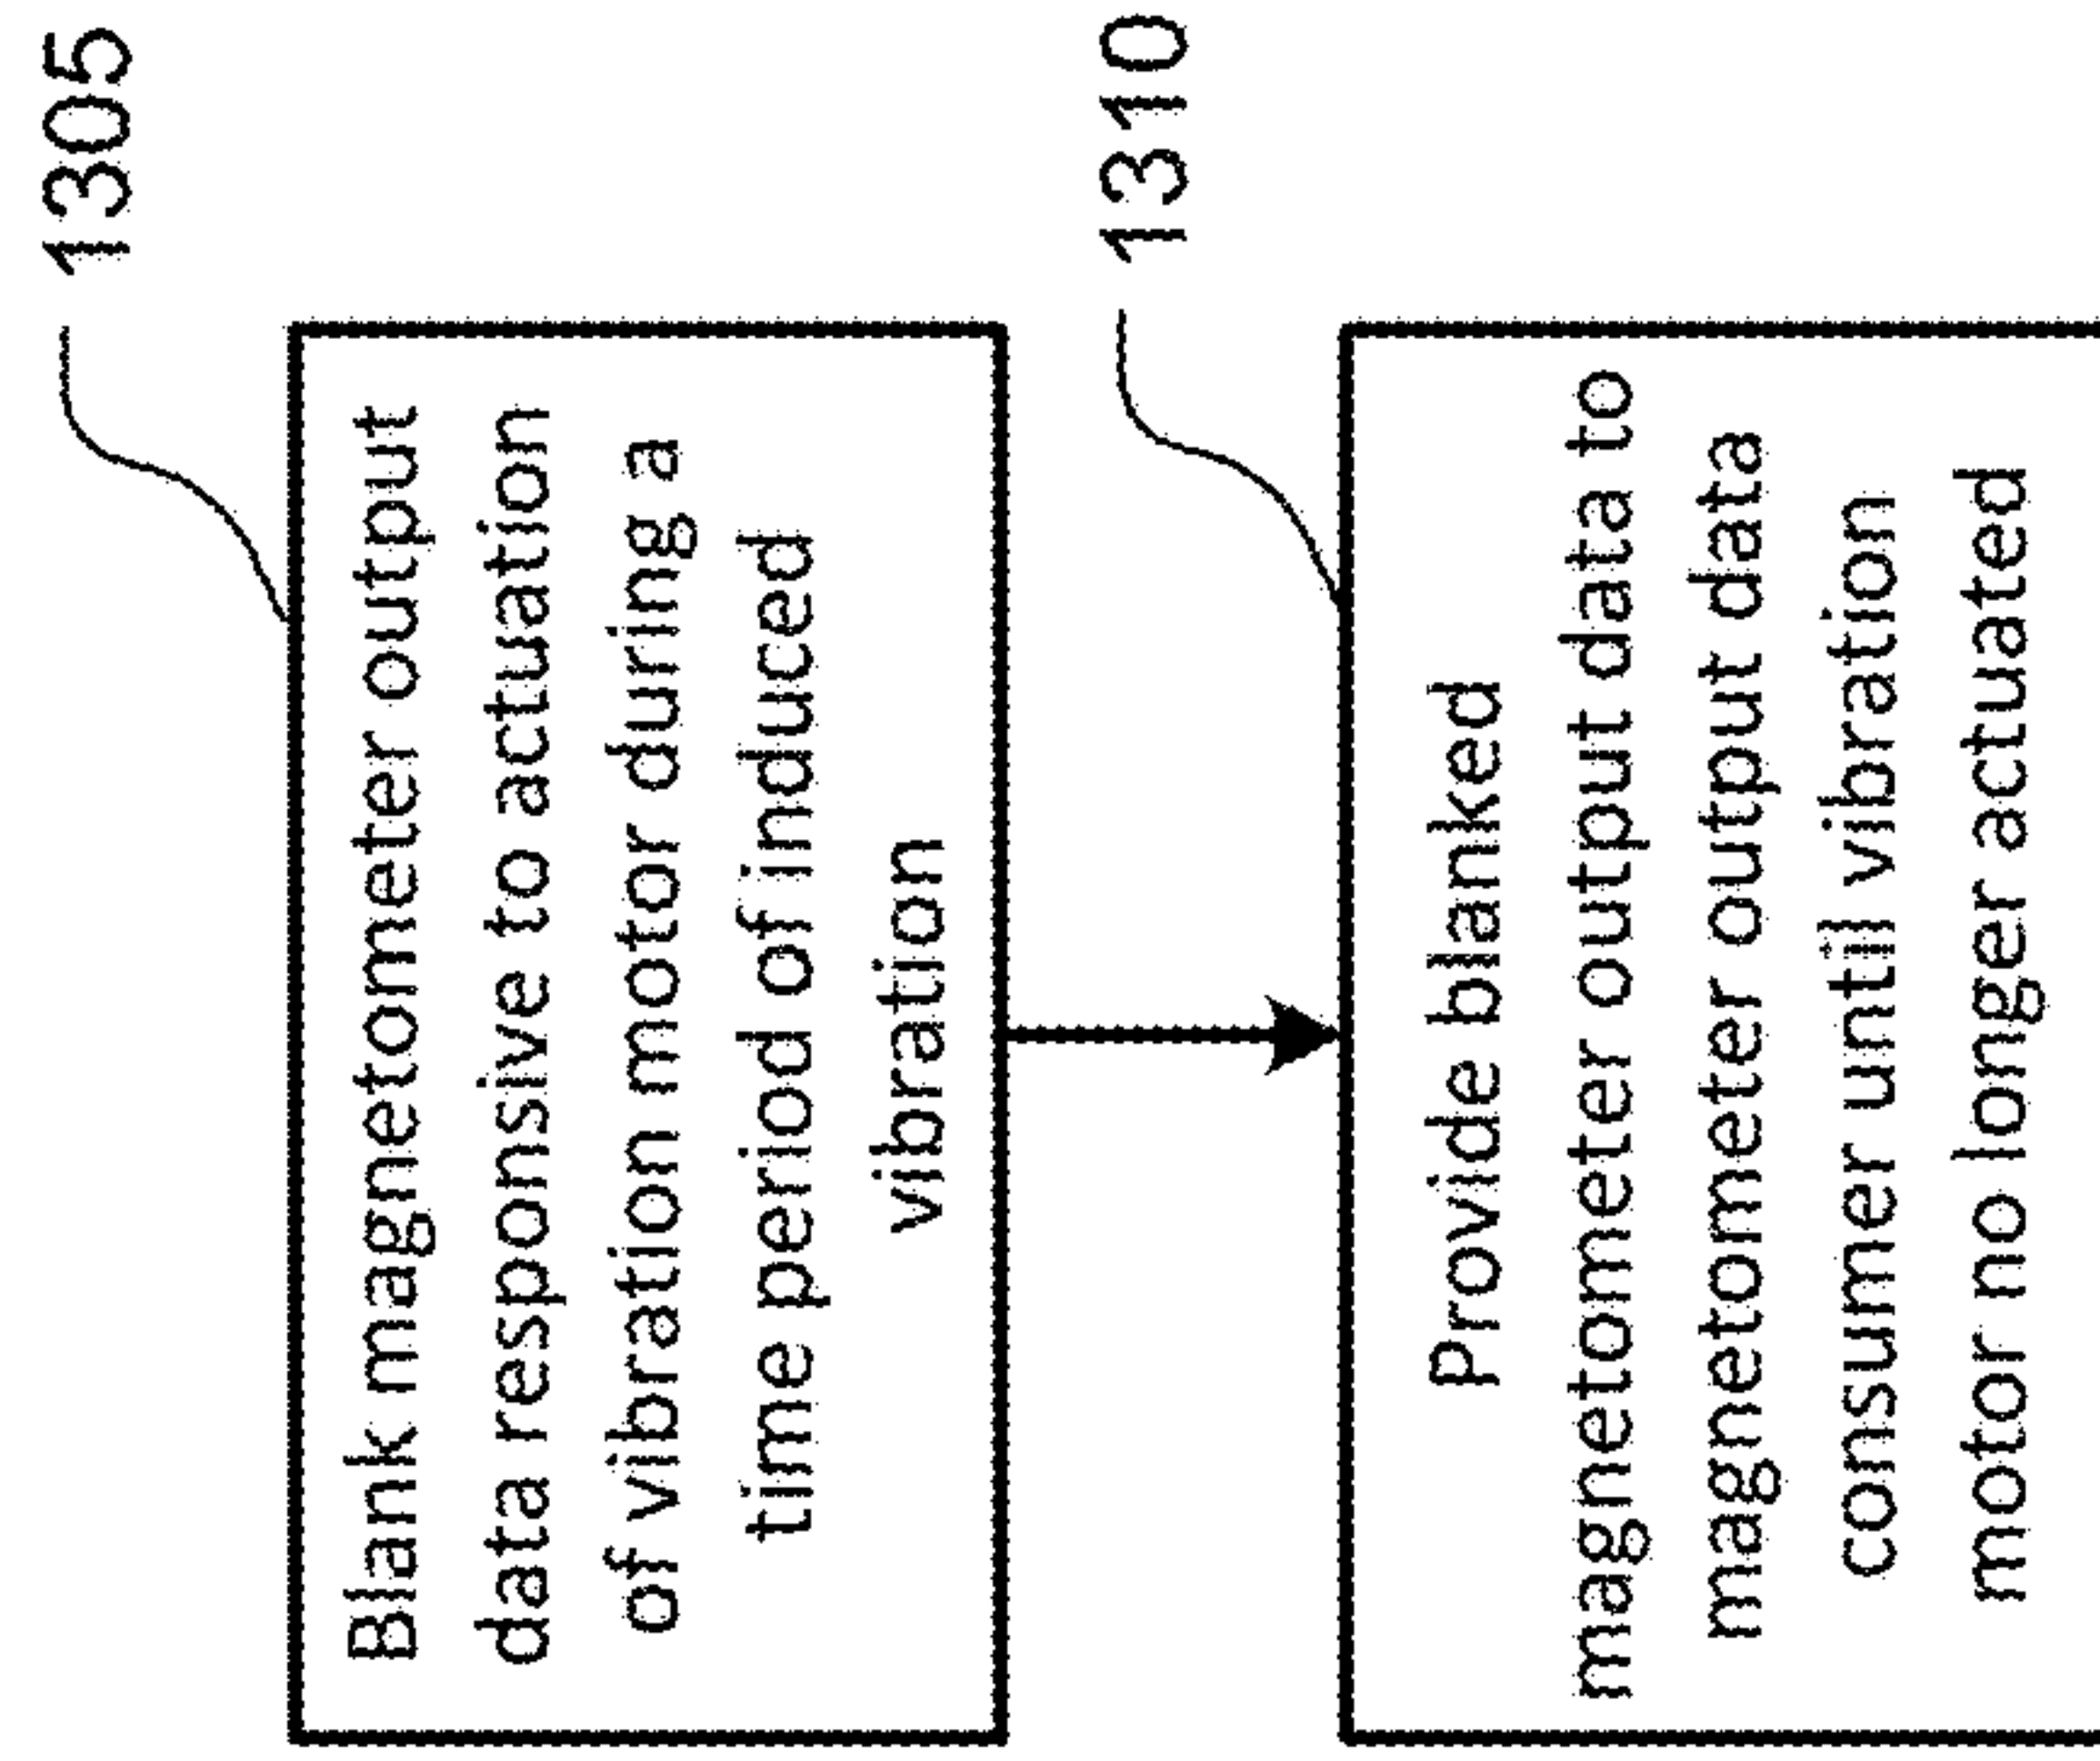 1305
Blank magnetometer output
data responsive to actuation
of vibration motor during a
time period of induced
vibration
1310
Provide blanked
magnetometer output data to
magnetometer output data
consumer until vibration
motor no longer actuated